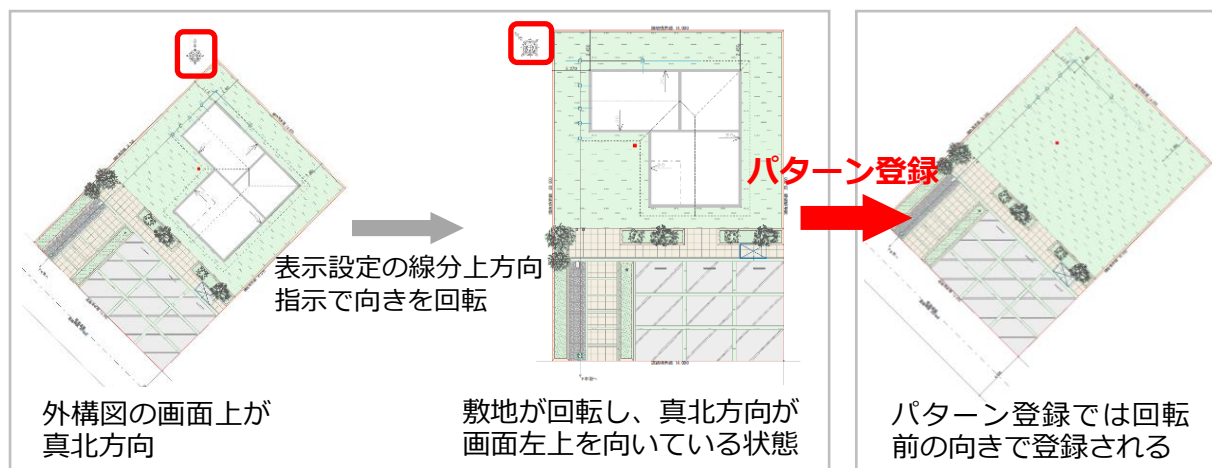 パターン登録
表示設定の線分上方向
指示で向きを回転
外構図の画面上が
真北方向
敷地が回転し、真北方向が
画面左上を向いている状態
パターン登録では回転
前の向きで登録される